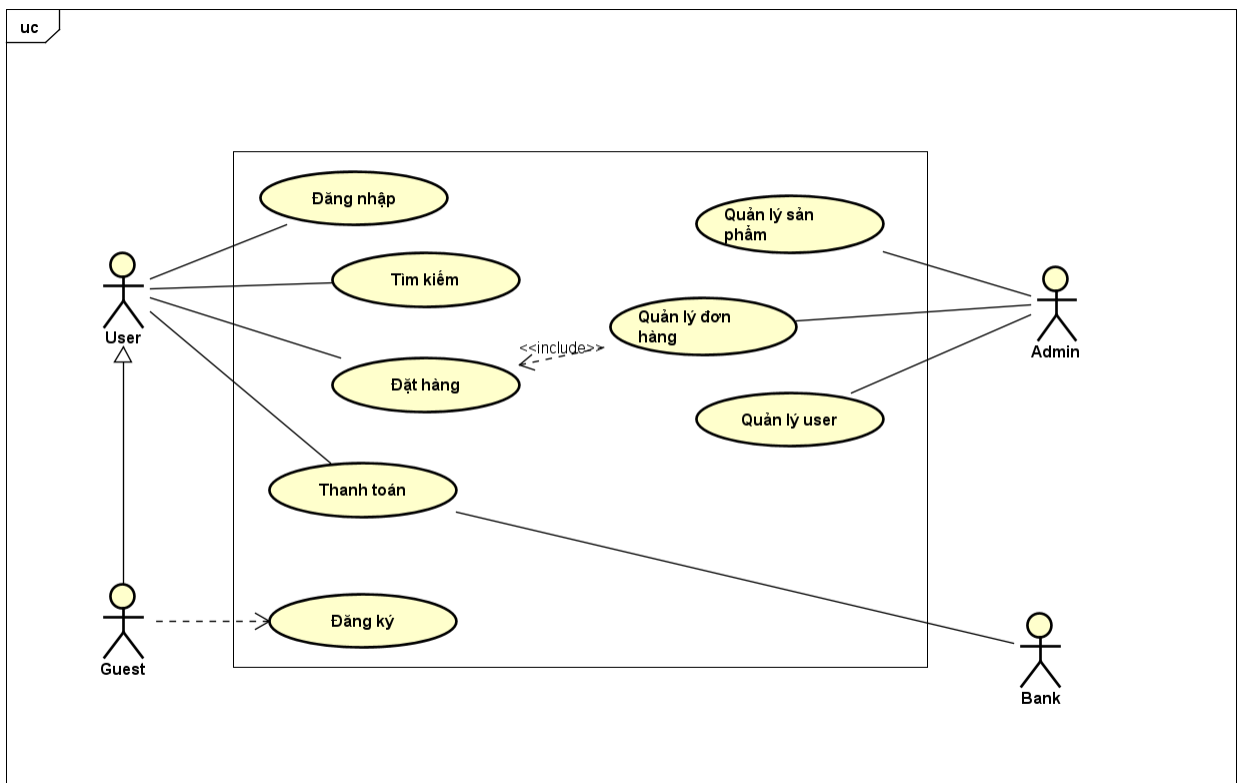 uc
Đăng nhập
Tìm kiếm
Đặt hàng
Thanh toán
Đăng ký
<<include>>
Quản lý sản
phẩm
Quản lý đơn
hàng
Quản lý user
User
Guest
Admin
Bank